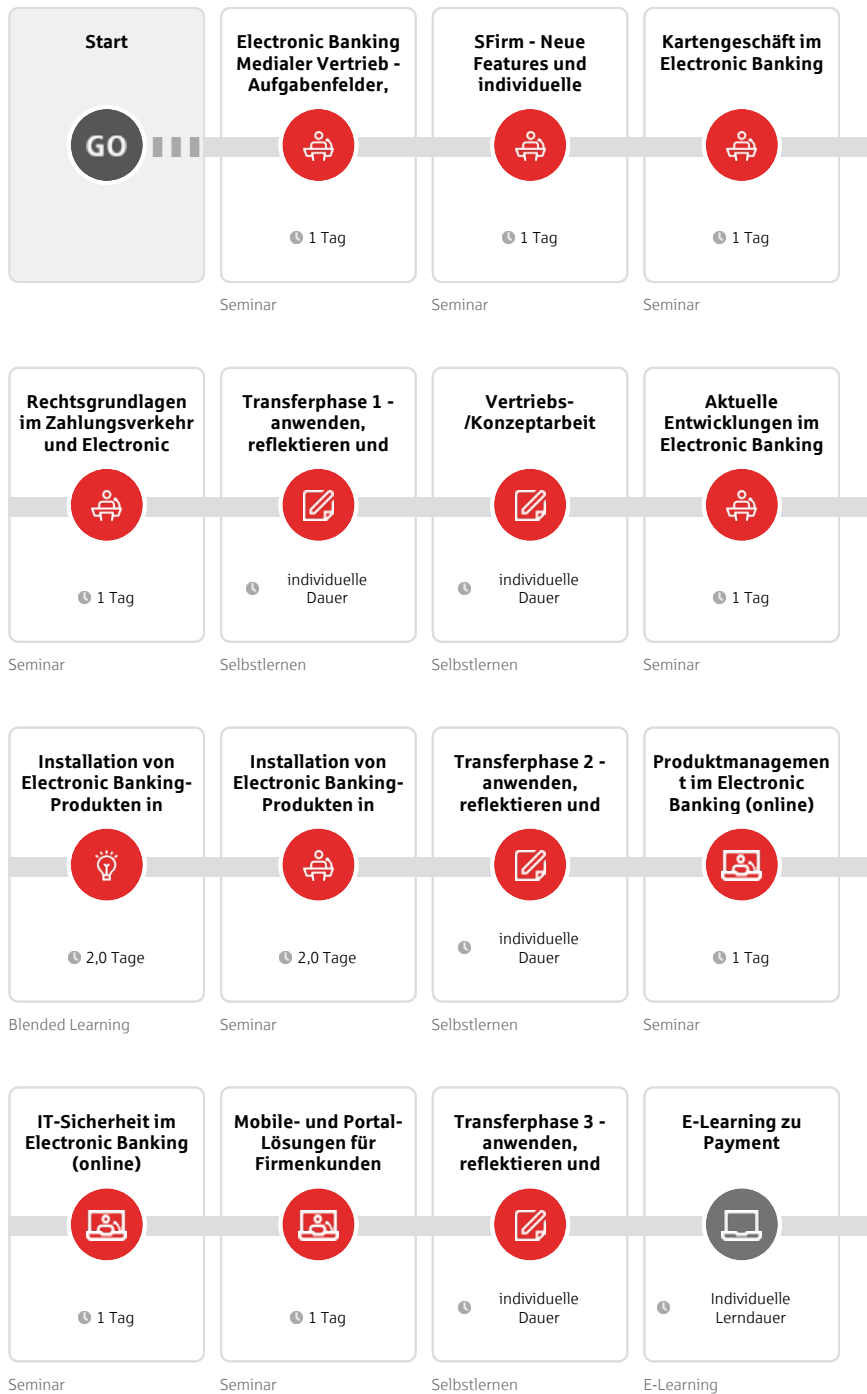 Start
GO
Electronic Banking
Medialer Vertrieb -
Aufgabenfelder,
1 Tag
Seminar
SFirm - Neue
Features und
individuelle
1 Tag
Seminar
Kartengeschäft im
Electronic Banking
1 Tag
Seminar
Rechtsgrundlagen
im Zahlungsverkehr
und Electronic
1 Tag
Seminar
Transferphase 1 -
anwenden,
reflektieren und
individuelle
Dauer
Selbstlernen
Vertriebs-
/Konzeptarbeit
individuelle
Dauer
Selbstlernen
Aktuelle
Entwicklungen im
Electronic Banking
1 Tag
Seminar
Installation von
Electronic Banking-
Produkten in
2,0 Tage
Blended Learning
Installation von
Electronic Banking-
Produkten in
2,0 Tage
Seminar
Transferphase 2 -
anwenden,
reflektieren und
individuelle
Dauer
Selbstlernen
Produktmanagemen
t im Electronic
Banking (online)
1 Tag
Seminar
IT-Sicherheit im
Electronic Banking
(online)
1 Tag
Seminar
Mobile- und Portal-
Lösungen für
Firmenkunden
1 Tag
Seminar
Transferphase 3 -
anwenden,
reflektieren und
individuelle
Dauer
Selbstlernen
E-Learning zu
Payment
Individuelle
Lerndauer
E-Learning